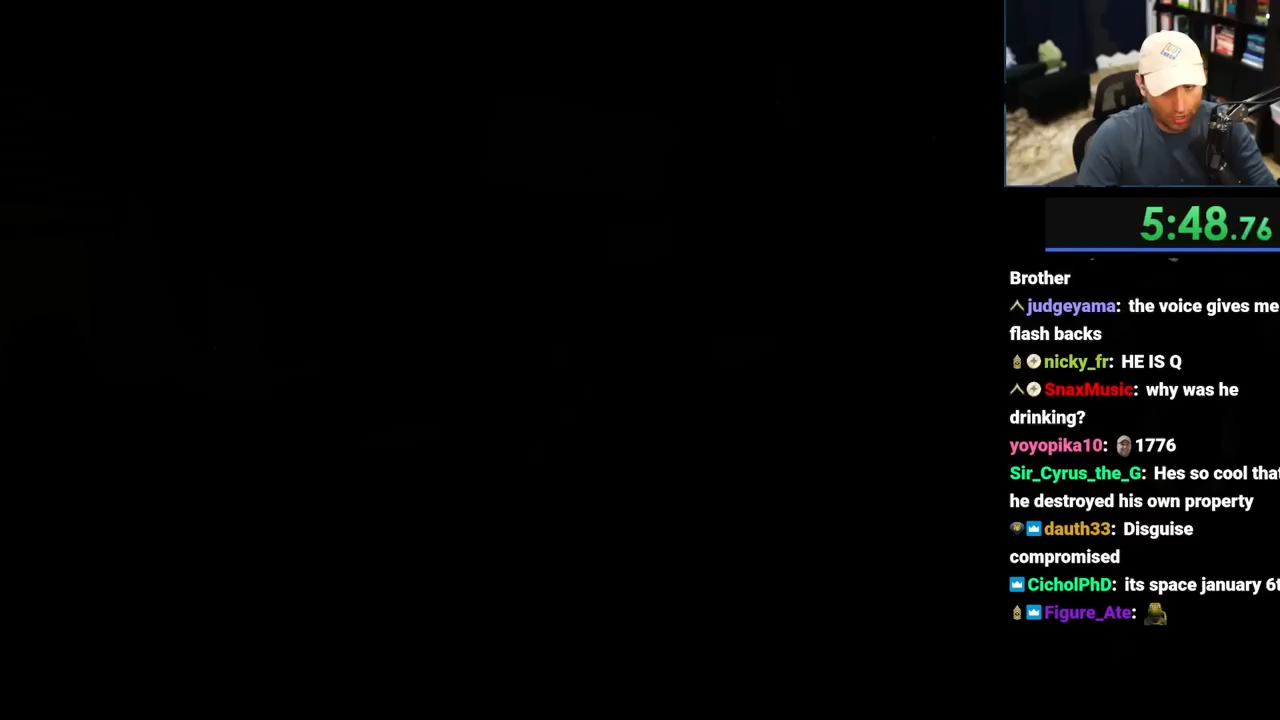 5:48.76
Brother
judgeyama: the voice gives me
flash backs
nicky_fr: HE IS Q
SnaxMusic: why was he
drinking?
yoyopika10: 1776
Sir_Cyrus_the_G: Hes so cool that
he destroyed his own property
dauth33: Disguise
compromised
CicholPhD: its space january 6t
Figure_Ate: